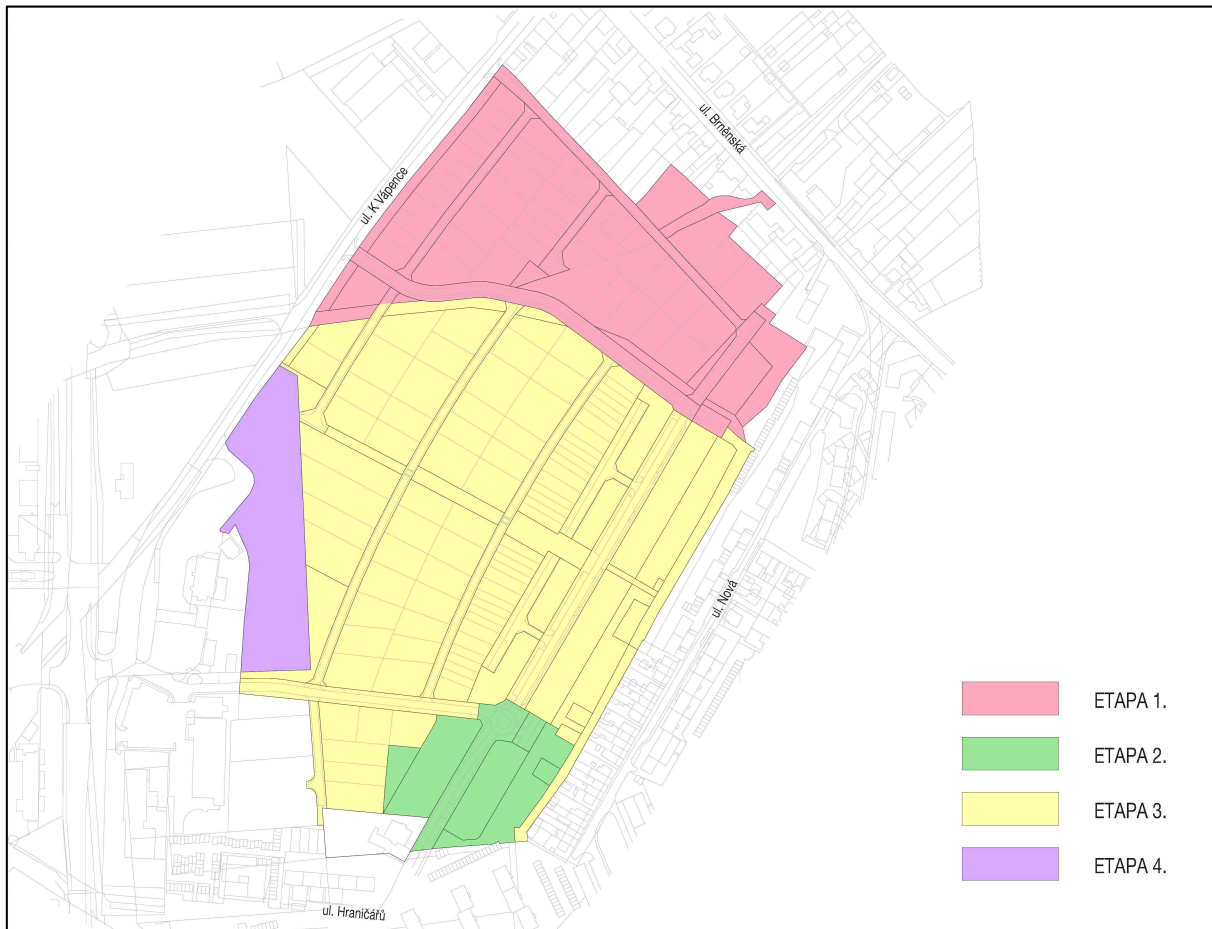 ul. Brněnská
ul. K Vápence
ul. Nová
ETAPA 1.
ETAPA 2.
ETAPA 3.
ETAPA 4.
ul. Hraničářů